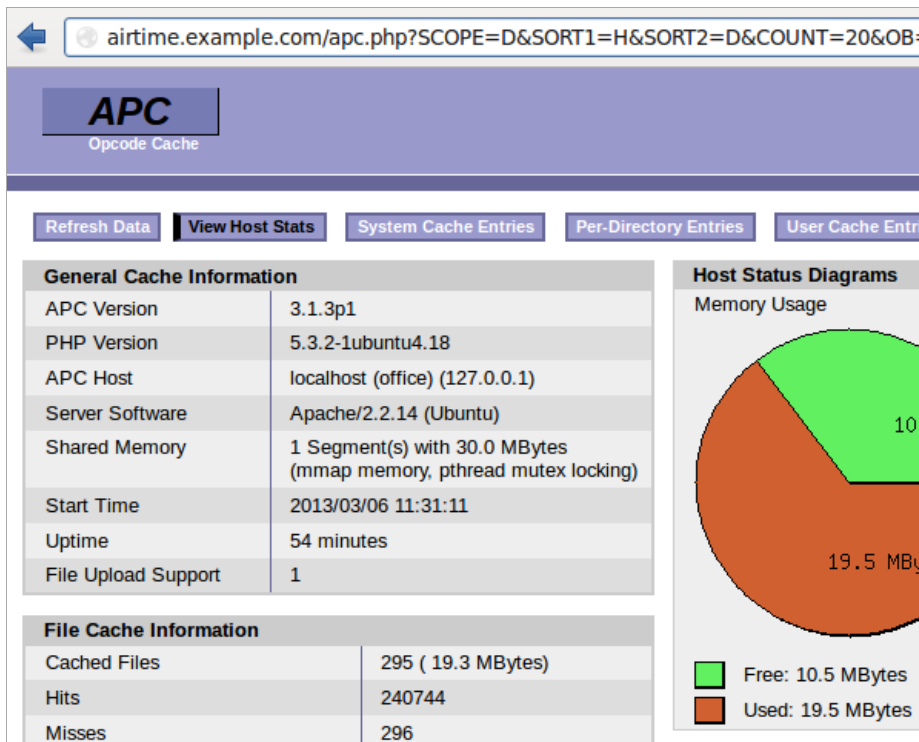 airtime.example.com/apc.php?SCOPE=D&SORT1=H&SORT2=D&COUNT=20&OB=
APC
Opcode Cache
Refresh Data View Host Stats System Cache Entries Per-Directory Entries User Cache Entri
General Cache Information
APC Version 3.1.3p1
PHP Version 5.3.2-1ubuntu4.18
APC Host localhost (office) (127.0.0.1)
Server Software Apache/2.2.14 (Ubuntu)
Shared Memory 1 Segment(s) with 30.0 MBytes
(mmap memory, pthread mutex locking)
Start Time 2013/03/06 11:31:11
Uptime 54 minutes
File Upload Support 1
File Cache Information
Cached Files 295 ( 19.3 MBytes)
Hits 240744
Misses 296
Host Status Diagrams
Memory Usage
10
19.5 MBy
Free: 10.5 MBytes
Used: 19.5 MBytes